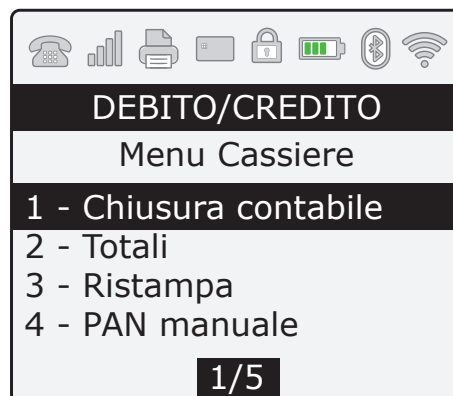 DEBITO/CREDITO
Menu Cassiere
1 - Chiusura contabile
2 - Totali
3 - Ristampa
4 - PAN manuale
1/5